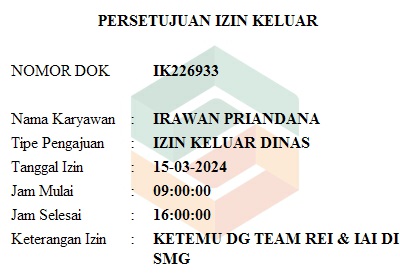 PERSETUJUAN IZIN KELUAR
NOMOR DOK IK226933
Nama Karyawan : IRAWAN PRIANDANA
Tipe Pengajuan : IZIN KELUAR DINAS
Tanggal Izin : 15-03-2024
Jam Mulai : 09:00:00
Jam Selesai : 16:00:00
Keterangan Izin : KETEMU DG TEAM REI & IAI DI
SMG